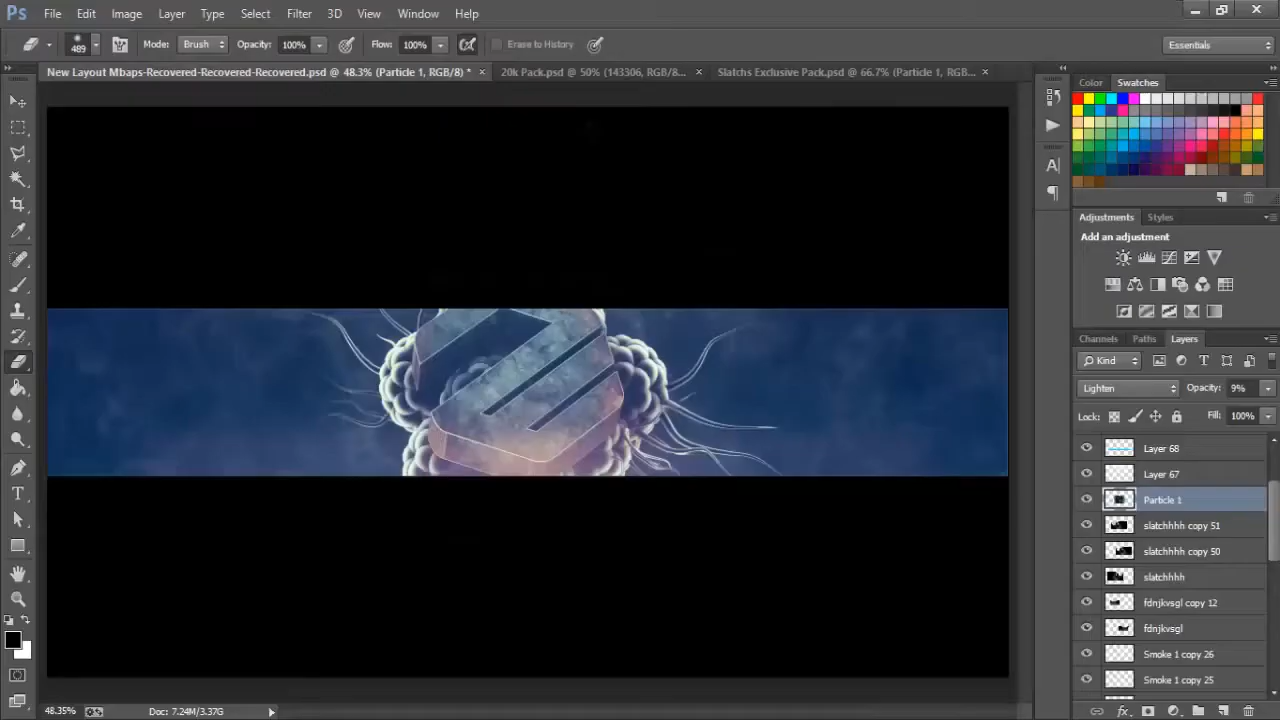 Ps File Edit Image Layer Type Select Filter 3D View Window Help
489 Mode: Brush Opacity: 100% Flow: 100% Erase to History Essentials
New Layout Mbaps-Recovered-Recovered-Recovered.psd @ 48.3% (Particle 1, RGB/8) * × 20k Pack.psd @ 50% (143306, RGB/8... × Slatchs Exclusive Pack.psd @ 66.7% (Particle 1, RGB... ×
Color Swatches
Adjustments Styles
Add an adjustment
Channels Paths Layers
Kind
Lighten Opacity: 9%
Lock: Fill: 100%
Layer 68
Layer 67
Particle 1
slatchhhh copy 51
slatchhhh copy 50
slatchhhh
fdnjkvsgl copy 12
fdnjkvsgl
Smoke 1 copy 26
Smoke 1 copy 25
48.35% Doc: 7.24M/3.37G